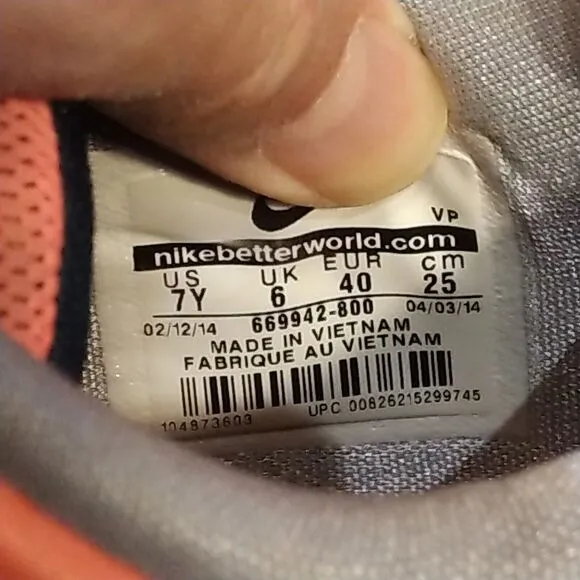 VP
nikebetterworld.com
US UK EUR cm
7Y 6 40 25
02/12/14 669942-800 04/03/14
MADE IN VIETNAM
FABRIQUE AU VIETNAM
104873603 UPC 00826215299745